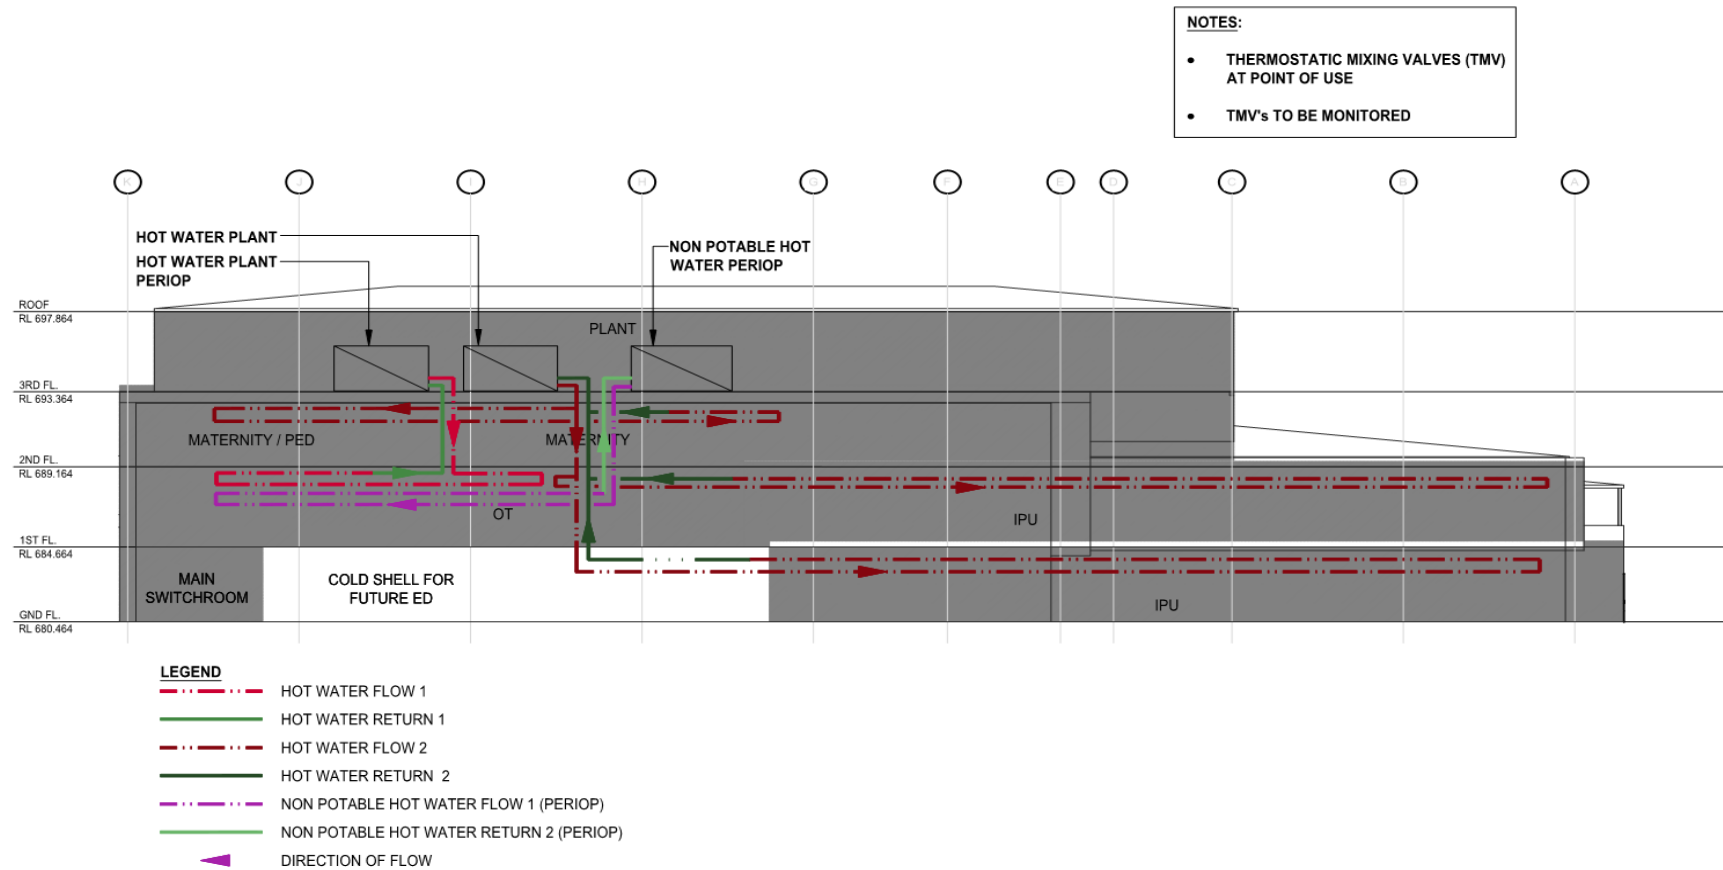 NOTES:
• THERMOSTATIC MIXING VALVES (TMV)
AT POINT OF USE
• TMV's TO BE MONITORED
K J I H G F E D C B A
HOT WATER PLANT
HOT WATER PLANT
PERIOP
NON POTABLE HOT
WATER PERIOP
ROOF
RL 697.864
PLANT
3RD FL.
RL 693.364
MATERNITY / PED
MATERNITY
2ND FL.
RL 689.164
OT
IPU
1ST FL.
RL 684.664
MAIN
SWITCHROOM
COLD SHELL FOR
FUTURE ED
IPU
GND FL.
RL 680.464
LEGEND
HOT WATER FLOW 1
HOT WATER RETURN 1
HOT WATER FLOW 2
HOT WATER RETURN 2
NON POTABLE HOT WATER FLOW 1 (PERIOP)
NON POTABLE HOT WATER RETURN 2 (PERIOP)
DIRECTION OF FLOW